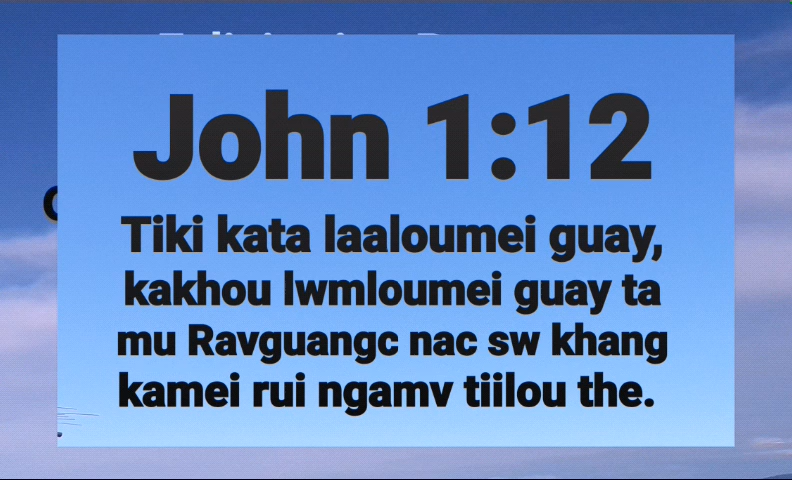 John 1:12
Tiki kata laaloumei guay,
kakhou lwmloumei guay ta
mu Ravguangc nac sw khang
kamei rui ngamv tiilou the.